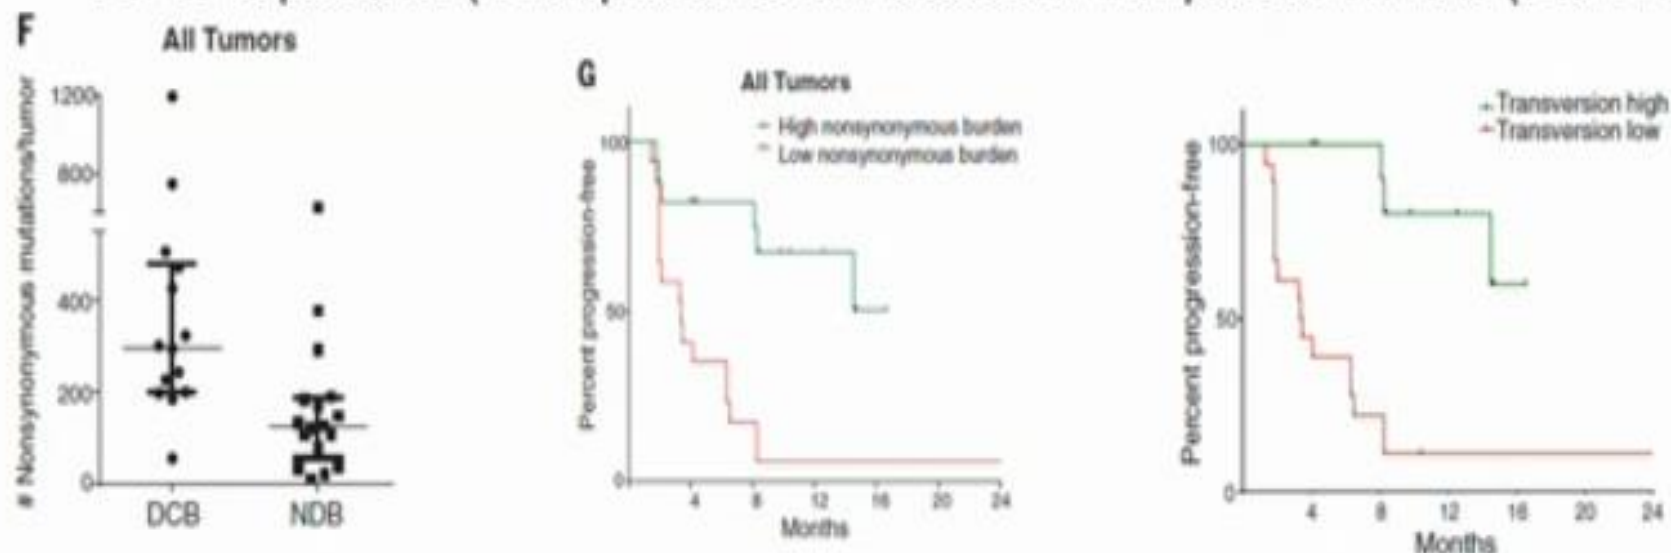 F
All Tumors
# Nonsynonymous mutations/tumor
1200
800
400
200
0
DCB
NDB
G
All Tumors
High nonsynonymous burden
Low nonsynonymous burden
Percent progression-free
100
50
0
4
8
12
16
20
24
Months
Transversion high
Transversion low
Percent progression-free
100
50
0
4
8
12
16
20
24
Months